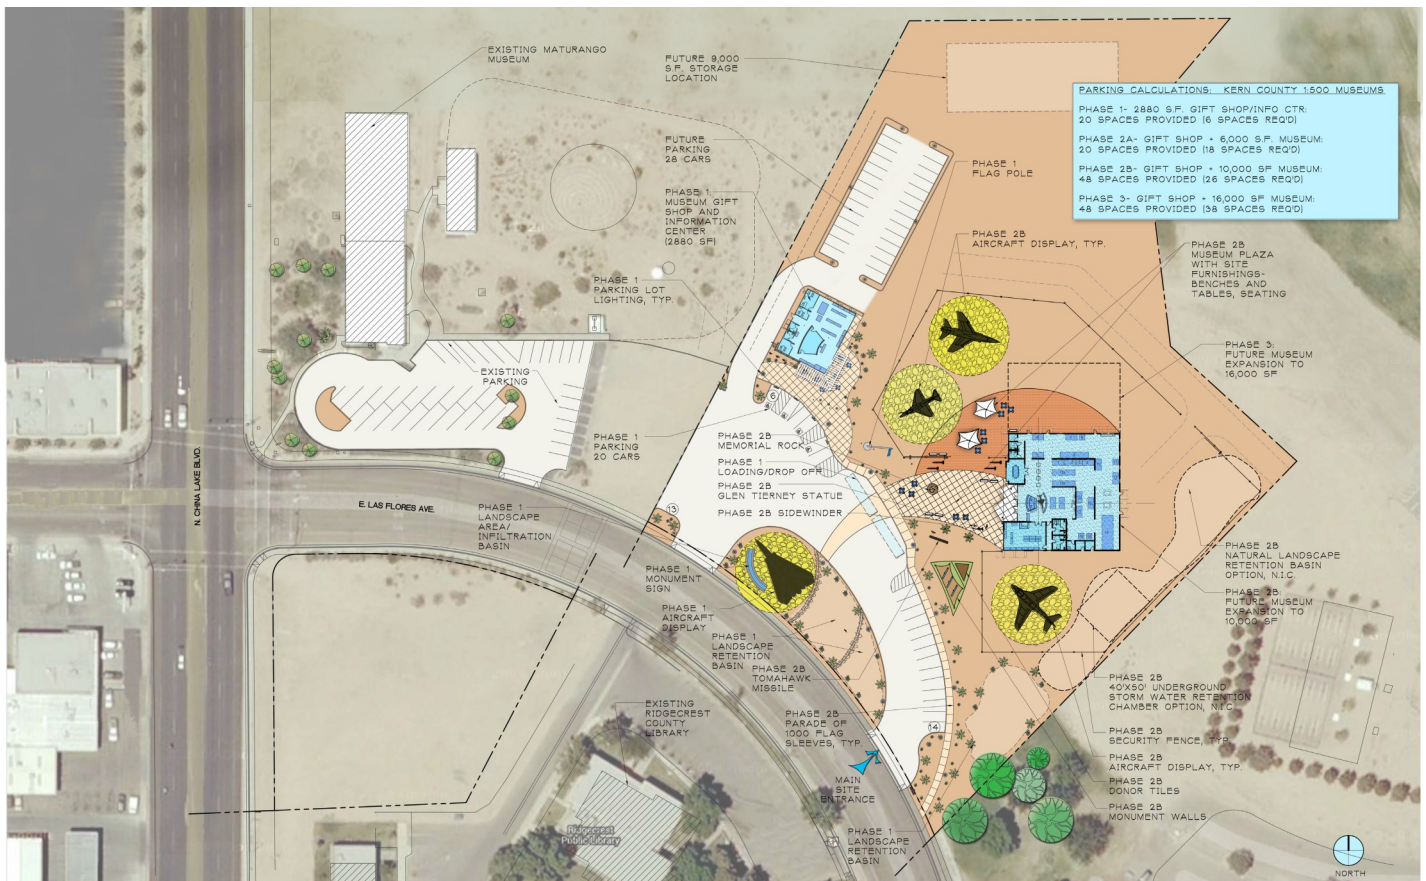 EXISTING MATURANGO
MUSEUM
FUTURE 9,000
S.F. STORAGE
LOCATION
PARKING CALCULATIONS: KERN COUNTY 1:500 MUSEUMS
PHASE 1- 2880 S.F. GIFT SHOP/INFO CTR:
20 SPACES PROVIDED (6 SPACES REQ'D)
PHASE 2A- GIFT SHOP + 6,000 S.F. MUSEUM:
20 SPACES PROVIDED (18 SPACES REQ'D)
PHASE 2B- GIFT SHOP + 10,000 SF MUSEUM:
48 SPACES PROVIDED (26 SPACES REQ'D)
PHASE 3- GIFT SHOP + 16,000 SF MUSEUM:
48 SPACES PROVIDED (38 SPACES REQ'D)
FUTURE
PARKING
28 CARS
PHASE 1
FLAG POLE
PHASE 1
MUSEUM GIFT
SHOP AND
INFORMATION
CENTER
(2880 SF)
PHASE 2B
AIRCRAFT DISPLAY, TYP.
PHASE 2B
MUSEUM PLAZA
WITH SITE
FURNISHINGS-
BENCHES AND
TABLES, SEATING
PHASE 1
PARKING LOT
LIGHTING, TYP.
PHASE 3:
FUTURE MUSEUM
EXPANSION TO
16,000 SF
EXISTING
PARKING
6
PHASE 1
PARKING
20 CARS
PHASE 2B
MEMORIAL ROCK
PHASE 1
LOADING/DROP OFF
PHASE 2B
GLEN TIERNEY STATUE
PHASE 2B SIDEWINDER
N. CHINA LAKE BLVD.
E. LAS FLORES AVE.
PHASE 1
LANDSCAPE
AREA/
INFILTRATION
BASIN
13
PHASE 2B
NATURAL LANDSCAPE
RETENTION BASIN
OPTION, N.I.C.
PHASE 1
MONUMENT
SIGN
PHASE 2B
FUTURE MUSEUM
EXPANSION TO
10,000 SF
PHASE 1
AIRCRAFT
DISPLAY
PHASE 1
LANDSCAPE
RETENTION
BASIN
PHASE 2B
TOMAHAWK
MISSILE
PHASE 2B
40'X50' UNDERGROUND
STORM WATER RETENTION
CHAMBER OPTION, N.I.C.
EXISTING
RIDGECREST
COUNTY
LIBRARY
PHASE 2B
PARADE OF
1000 FLAG
SLEEVES, TYP.
14
PHASE 2B
SECURITY FENCE, TYP.
PHASE 2B
AIRCRAFT DISPLAY, TYP.
PHASE 2B
DONOR TILES
PHASE 2B
MONUMENT WALLS
MAIN
SITE
ENTRANCE
Ridgecrest
Public Library
PHASE 1
LANDSCAPE
RETENTION
BASIN
NORTH